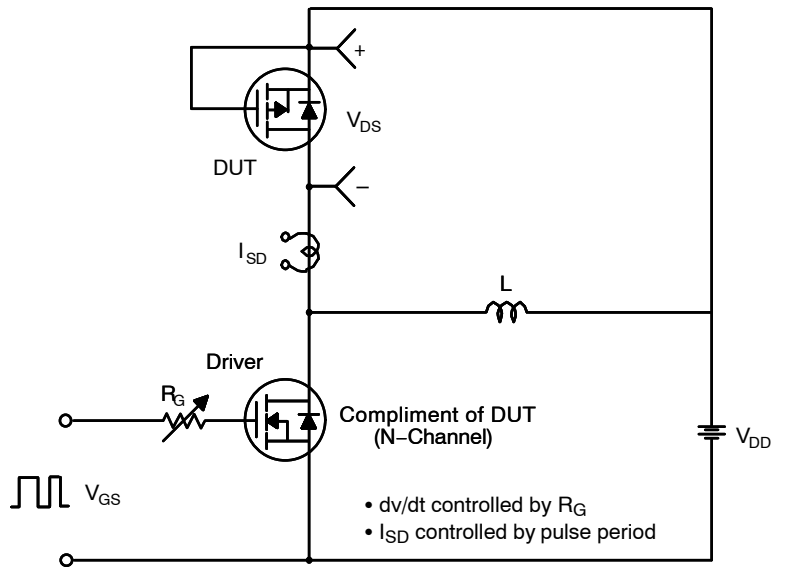 +
V_DS
DUT
−
I_SD
L
Driver
R_G
Compliment of DUT
(N−Channel)
V_DD
V_GS
• dv/dt controlled by R_G
• I_SD controlled by pulse period